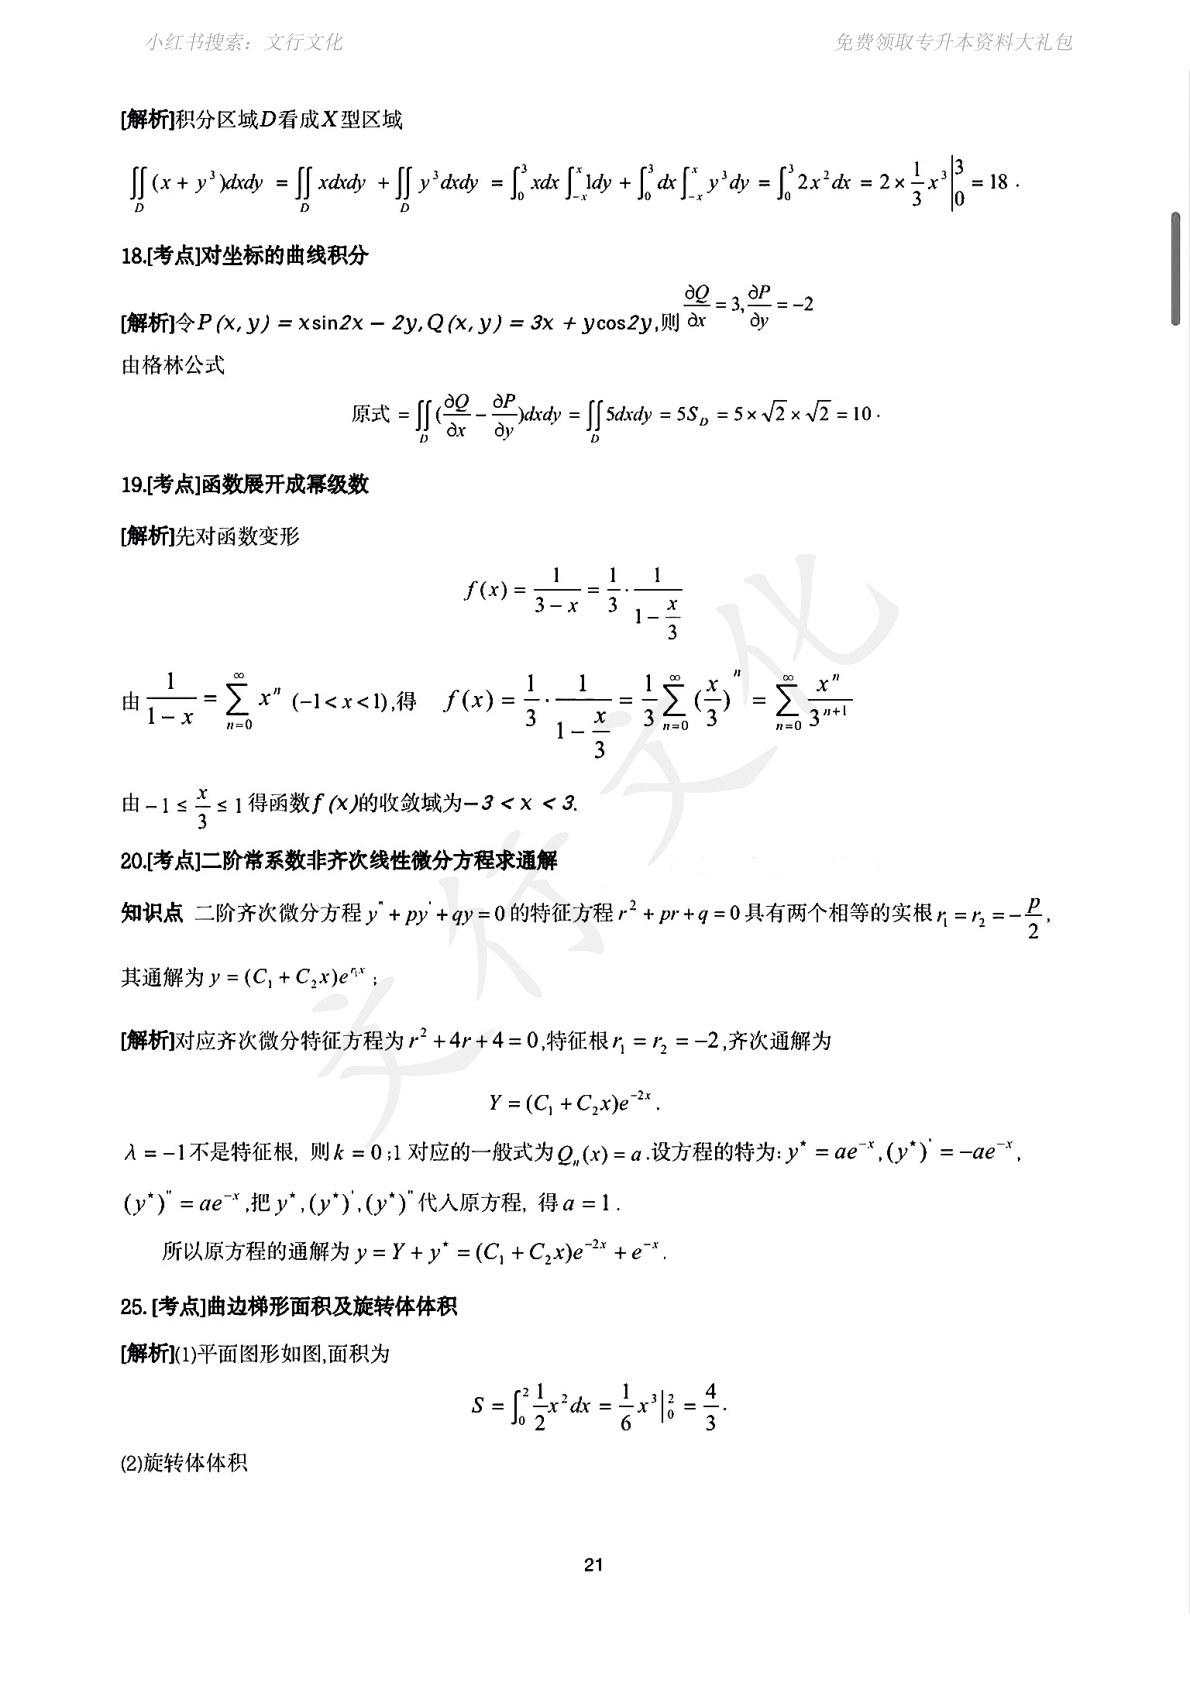 小红书搜索：文行文化 免费领取专升本资料大礼包
[解析]积分区域D看成X型区域
∬_D (x + y³)dxdy = ∬_D xdxdy + ∬_D y³dxdy = ∫₀³ xdx ∫₋ₓˣ 1dy + ∫₀³ dx ∫₋ₓˣ y³dy = ∫₀³ 2x²dx = 2×1/3 x³|₀³ = 18 .
18.[考点]对坐标的曲线积分
[解析]令P(x, y) = xsin2x − 2y, Q(x, y) = 3x + ycos2y,则 ∂Q/∂x = 3, ∂P/∂y = −2
由格林公式
原式 = ∬_D (∂Q/∂x − ∂P/∂y)dxdy = ∬_D 5dxdy = 5S_D = 5×√2×√2 = 10 .
19.[考点]函数展开成幂级数
[解析]先对函数变形
f(x) = 1/(3 − x) = 1/3 · 1/(1 − x/3)
由 1/(1 − x) = ∑_{n=0}^∞ xⁿ (−1 < x < 1),得 f(x) = 1/3 · 1/(1 − x/3) = 1/3 ∑_{n=0}^∞ (x/3)ⁿ = ∑_{n=0}^∞ xⁿ/3ⁿ⁺¹
由 −1 ≤ x/3 ≤ 1 得函数f(x)的收敛域为−3 < x < 3.
20.[考点]二阶常系数非齐次线性微分方程求通解
知识点 二阶齐次微分方程 y" + py' + qy = 0 的特征方程 r² + pr + q = 0 具有两个相等的实根 r₁ = r₂ = −p/2,
其通解为 y = (C₁ + C₂x)e^{r₁x} ;
[解析]对应齐次微分特征方程为 r² + 4r + 4 = 0,特征根 r₁ = r₂ = −2,齐次通解为
Y = (C₁ + C₂x)e^{−2x} .
λ = −1不是特征根, 则k = 0 ;1 对应的一般式为 Qₙ(x) = a .设方程的特为: y* = ae^{−x}, (y*)' = −ae^{−x},
(y*)" = ae^{−x} ,把 y*, (y*)', (y*)" 代人原方程, 得 a = 1 .
所以原方程的通解为 y = Y + y* = (C₁ + C₂x)e^{−2x} + e^{−x} .
25. [考点]曲边梯形面积及旋转体体积
[解析](1)平面图形如图,面积为
S = ∫₀² 1/2 x²dx = 1/6 x³|₀² = 4/3 .
(2)旋转体体积
21
文行文化